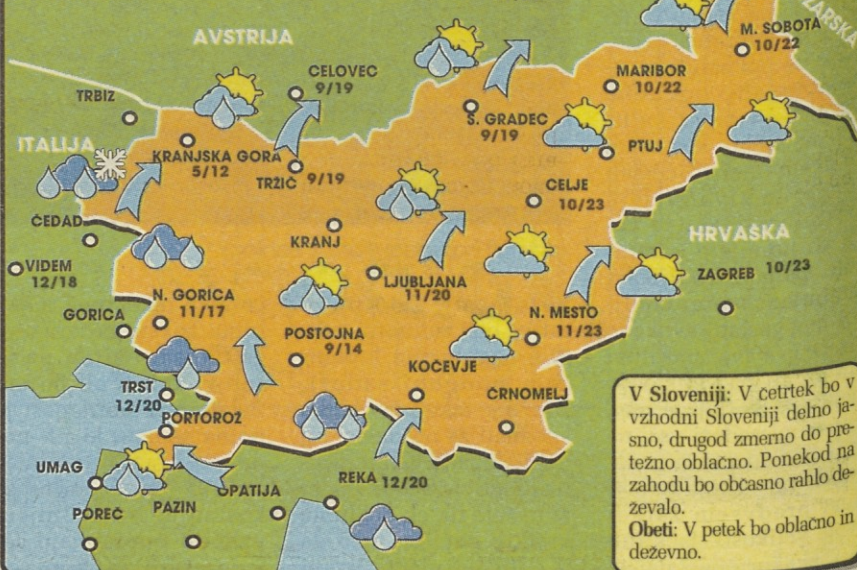 AVSTRIJA
M. SOBOTA
10/22
CELOVEC
9/19
MARIBOR
10/22
TRBIZ
S. GRADEC
9/19
ITALIJA
KRANJSKA GORA
5/12
PTUJ
TRŽIČ 9/19
CELJE
10/23
ČEDAD
KRANJ
HRVAŠKA
VIDEM
12/18
LJUBLJANA
11/20
ZAGREB 10/23
N. GORICA
11/17
GORICA
N. MESTO
11/23
POSTOJNA
9/14
KOČEVJE
TRST
12/20
ČRNOMELJ
PORTOROŽ
UMAG
REKA 12/20
OPATIJA
PAZIN
POREČ
V Sloveniji: V četrtek bo v
vzhodni Sloveniji delno ja-
sno, drugod zmerno do pre-
težno oblačno. Ponekod na
zahodu bo občasno rahlo de-
ževalo.
Obeti: V petek bo oblačno in
deževno.